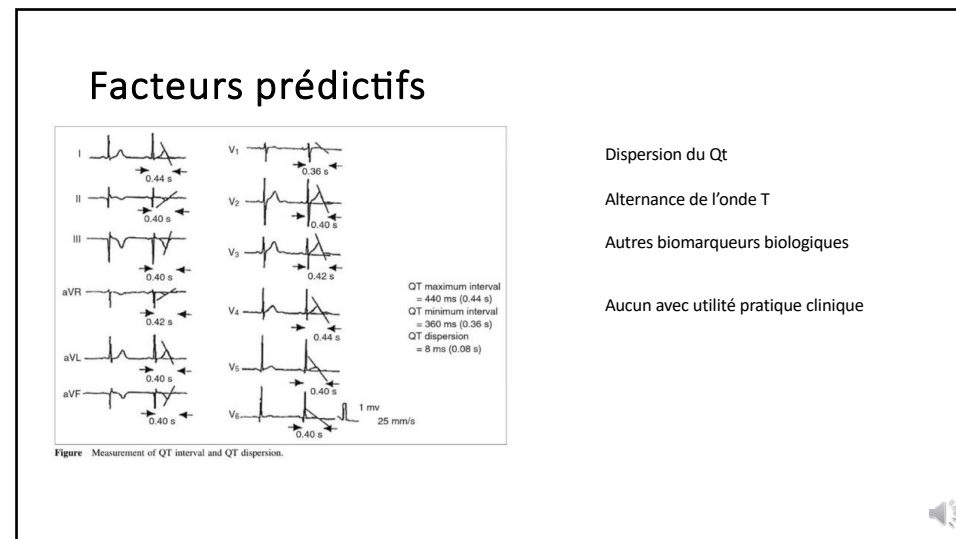 Facteurs prédictifs
I
0.44 s
II
0.40 s
III
0.40 s
aVR
0.42 s
aVL
0.40 s
aVF
0.40 s
V1
0.36 s
V2
0.40 s
V3
0.42 s
V4
0.44 s
V5
0.40 s
V6
0.40 s
1 mv
25 mm/s
QT maximum interval
= 440 ms (0.44 s)
QT minimum interval
= 360 ms (0.36 s)
QT dispersion
= 8 ms (0.08 s)
Figure Measurement of QT interval and QT dispersion.
Dispersion du Qt
Alternance de l’onde T
Autres biomarqueurs biologiques
Aucun avec utilité pratique clinique